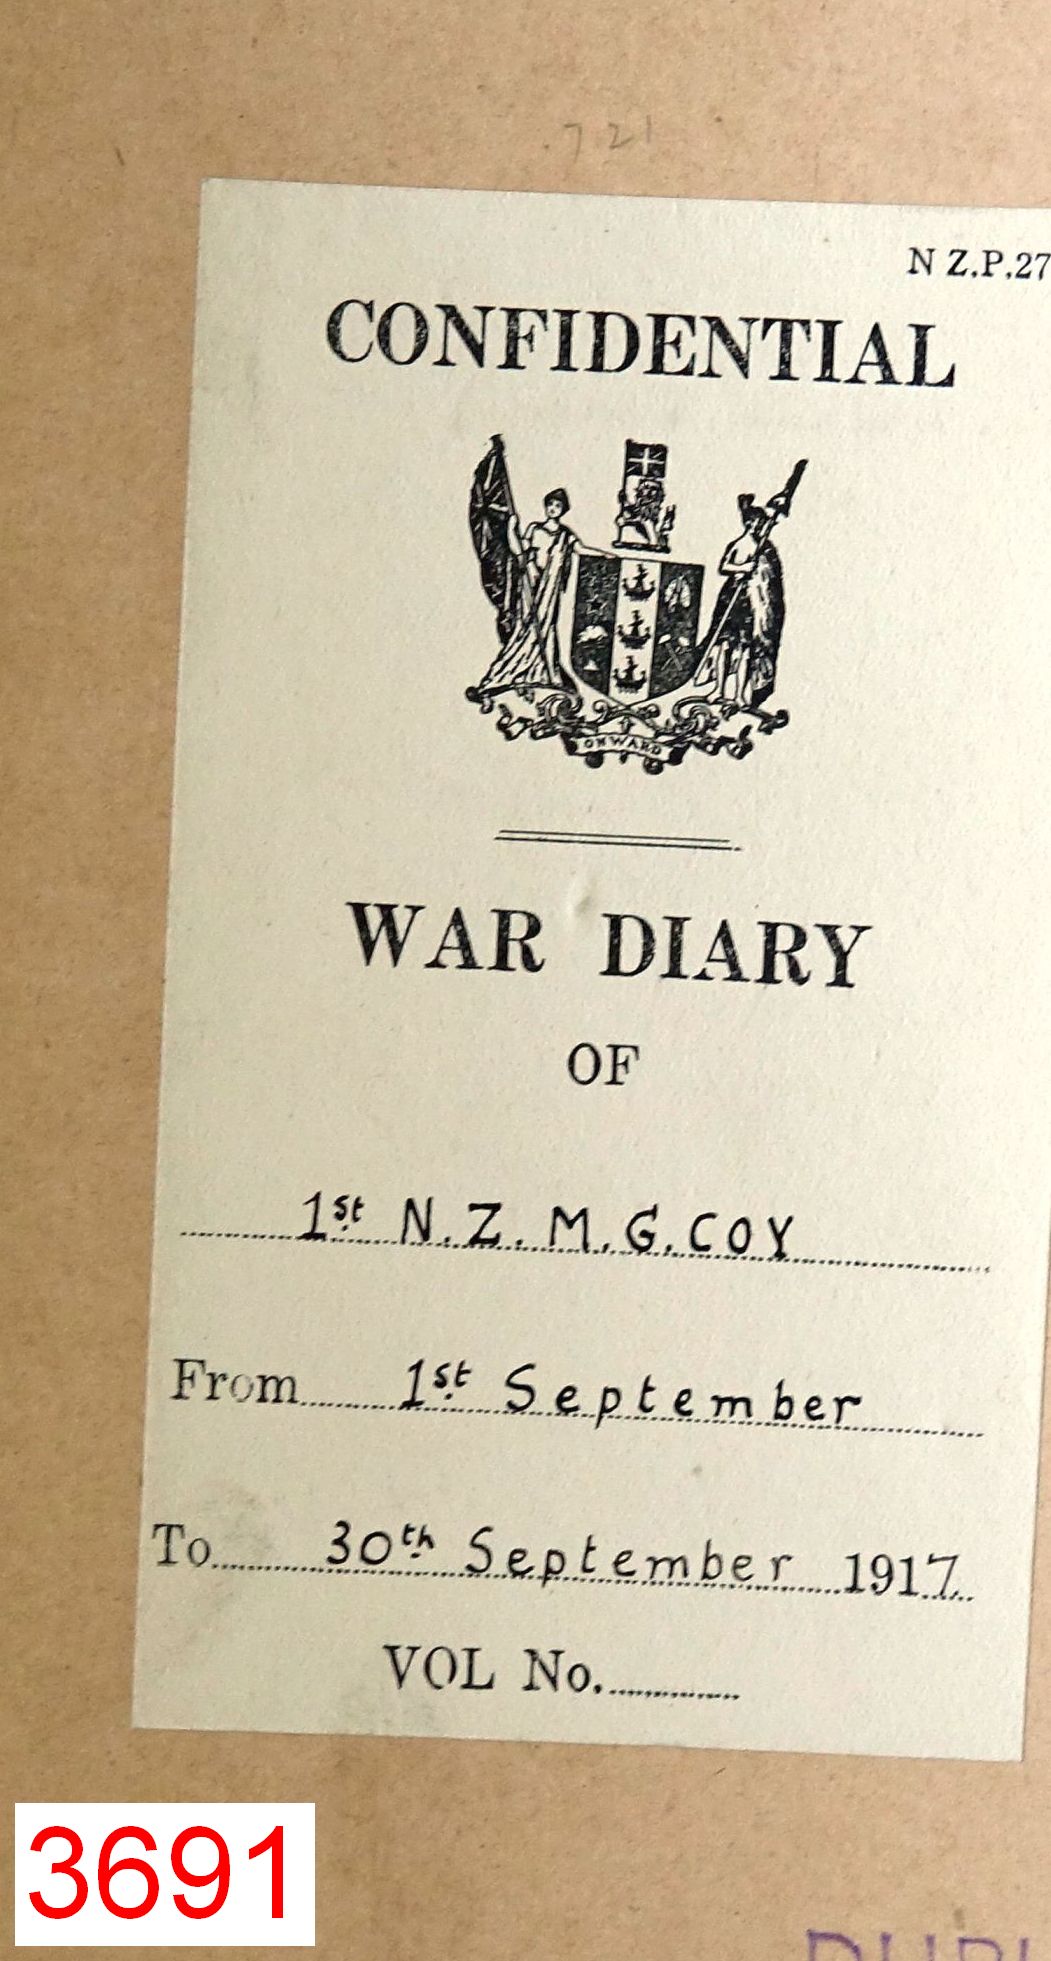 721
N Z.P.27
CONFIDENTIAL
ONWARD
WAR DIARY
OF
1st N.Z.M.G.COY
From 1st September
To 30th September 1917
VOL No.
3691